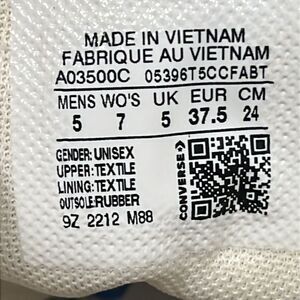 MADE IN VIETNAM
FABRIQUE AU VIETNAM
A03500C 05396T5CCFABT
MENS WO'S UK EUR CM
5 7 5 37.5 24
GENDER: UNISEX
UPPER: TEXTILE
LINING: TEXTILE
OUTSOLE: RUBBER
9Z 2212 M88
CONVERSE